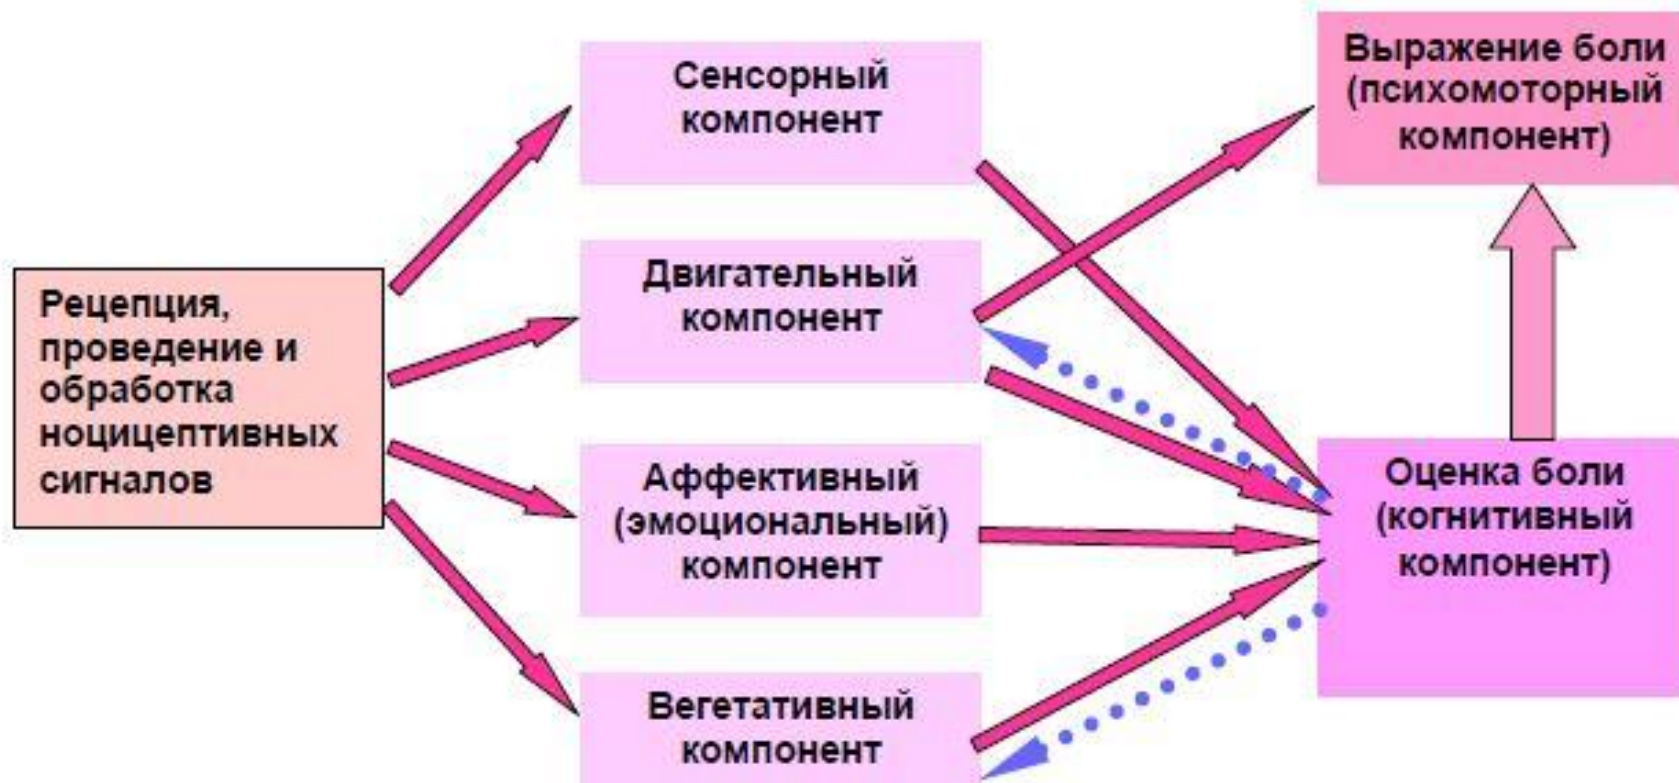 Рецепция,
проведение и
обработка
ноцицептивных
сигналов
Сенсорный
компонент
Двигательный
компонент
Аффективный
(эмоциональный)
компонент
Вегетативный
компонент
Выражение боли
(психомоторный
компонент)
Оценка боли
(когнитивный
компонент)